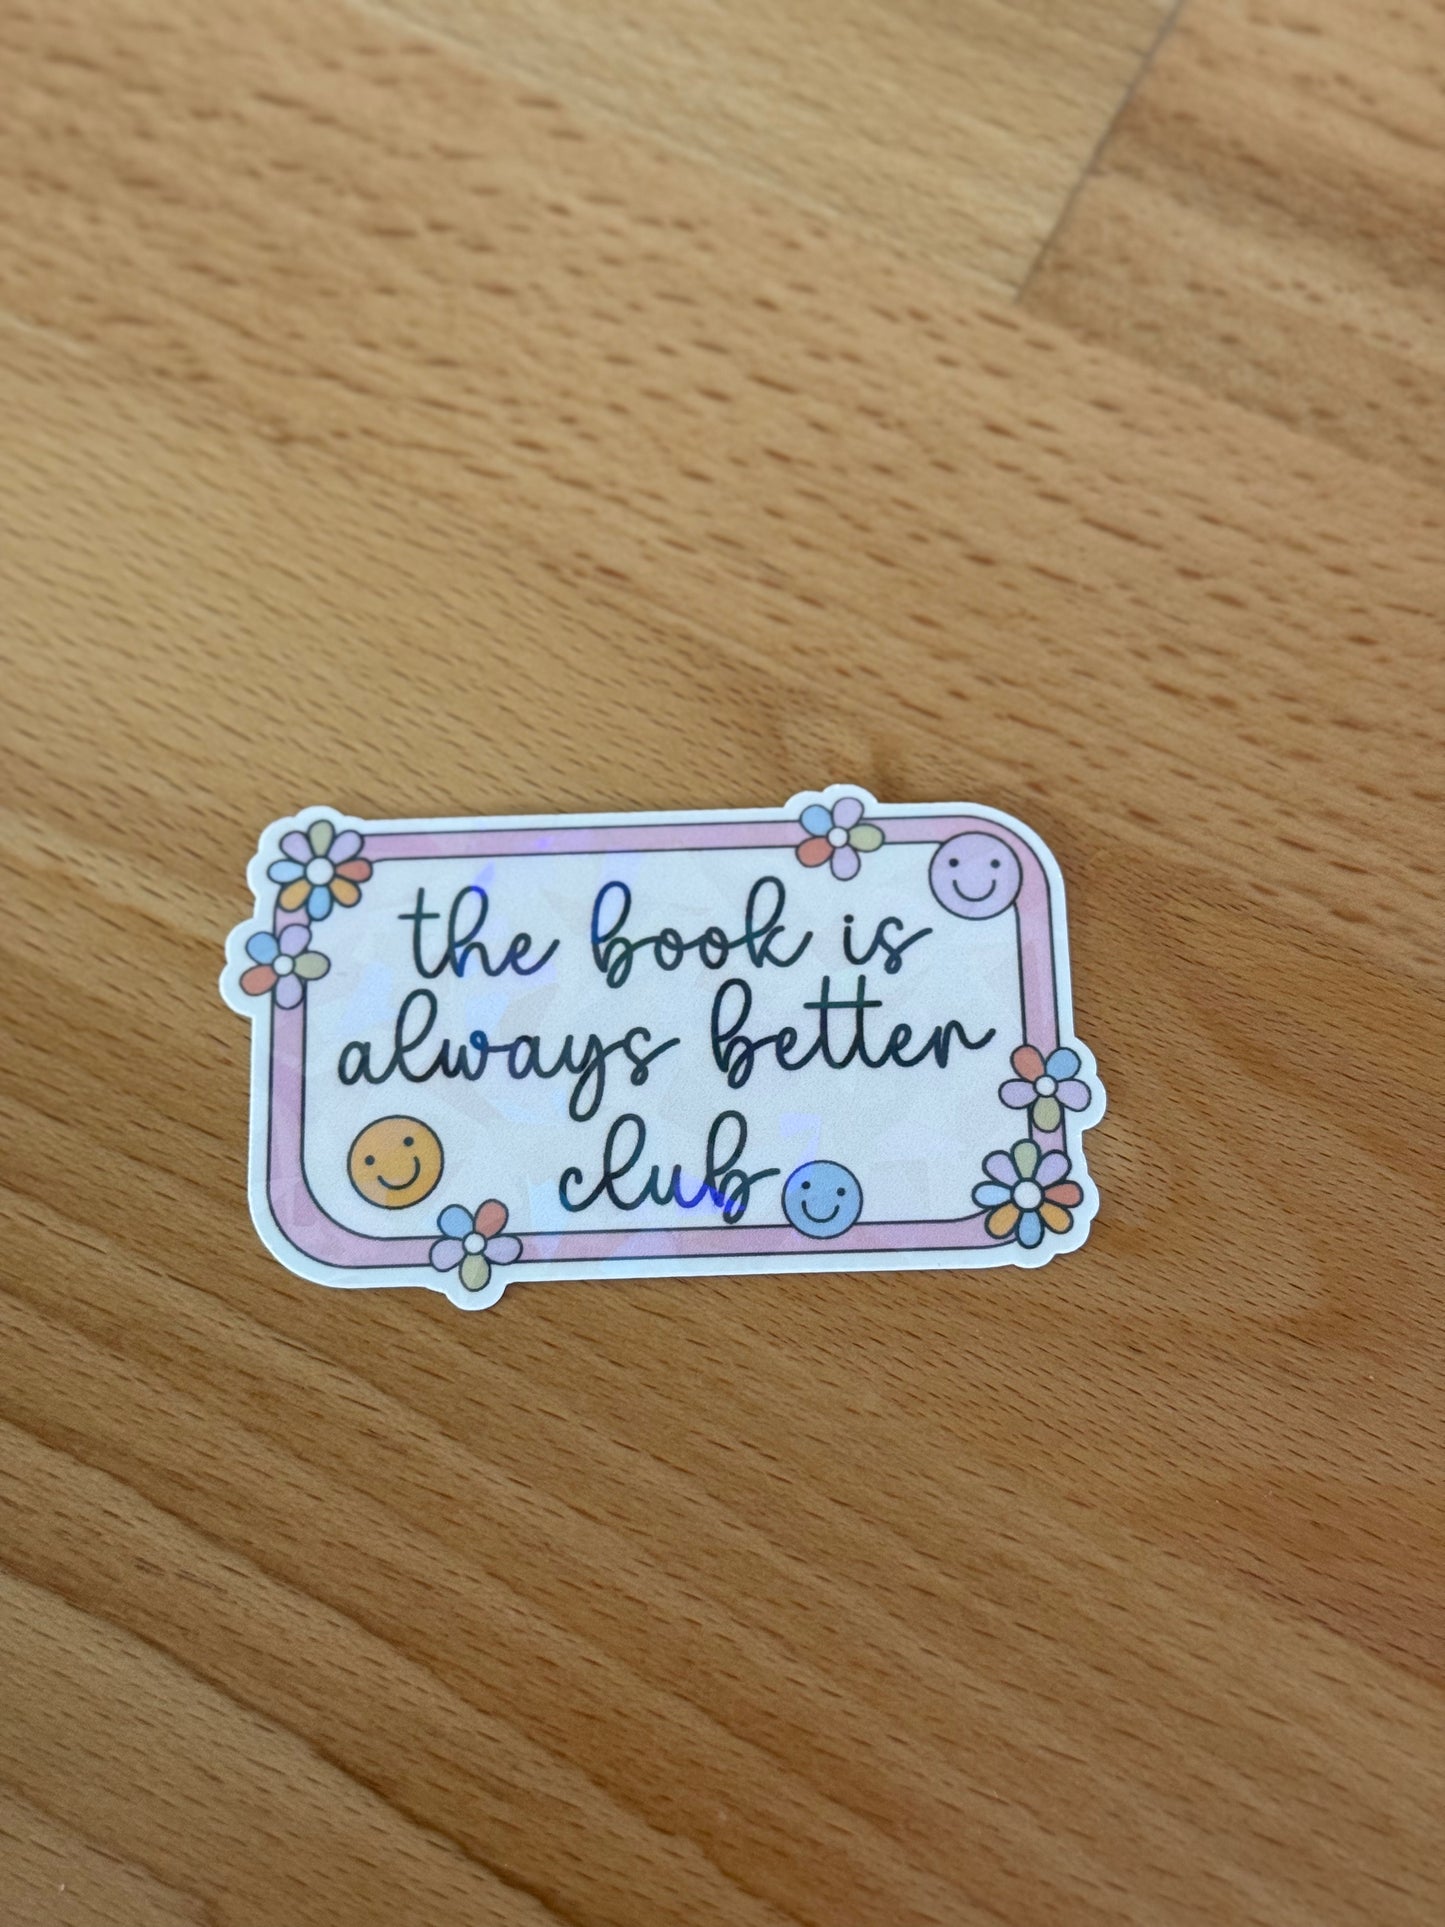 the book is
always better
club